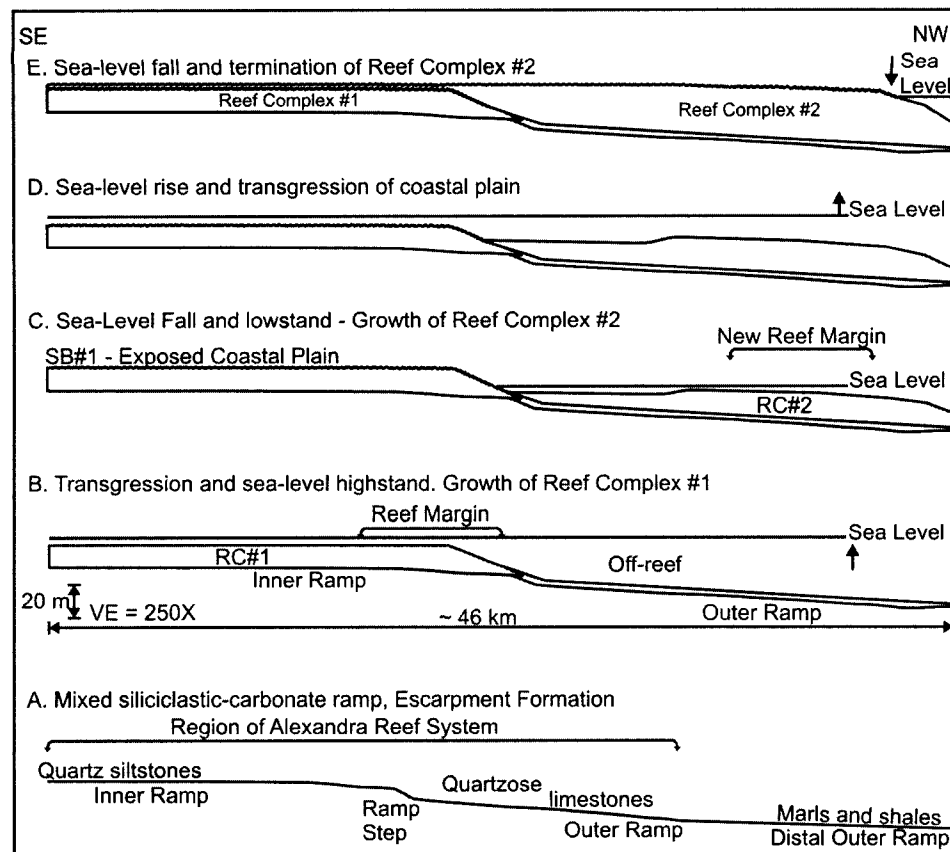 SE
NW
E. Sea-level fall and termination of Reef Complex #2
Sea
Level
Reef Complex #1
Reef Complex #2
D. Sea-level rise and transgression of coastal plain
Sea Level
C. Sea-Level Fall and lowstand - Growth of Reef Complex #2
New Reef Margin
SB#1 - Exposed Coastal Plain
Sea Level
RC#2
B. Transgression and sea-level highstand. Growth of Reef Complex #1
Reef Margin
Sea Level
RC#1
Off-reef
Inner Ramp
20 m
VE = 250X
~ 46 km
Outer Ramp
A. Mixed siliciclastic-carbonate ramp, Escarpment Formation
Region of Alexandra Reef System
Quartz siltstones
Inner Ramp
Ramp
Step
Quartzose
limestones
Outer Ramp
Marls and shales
Distal Outer Ramp